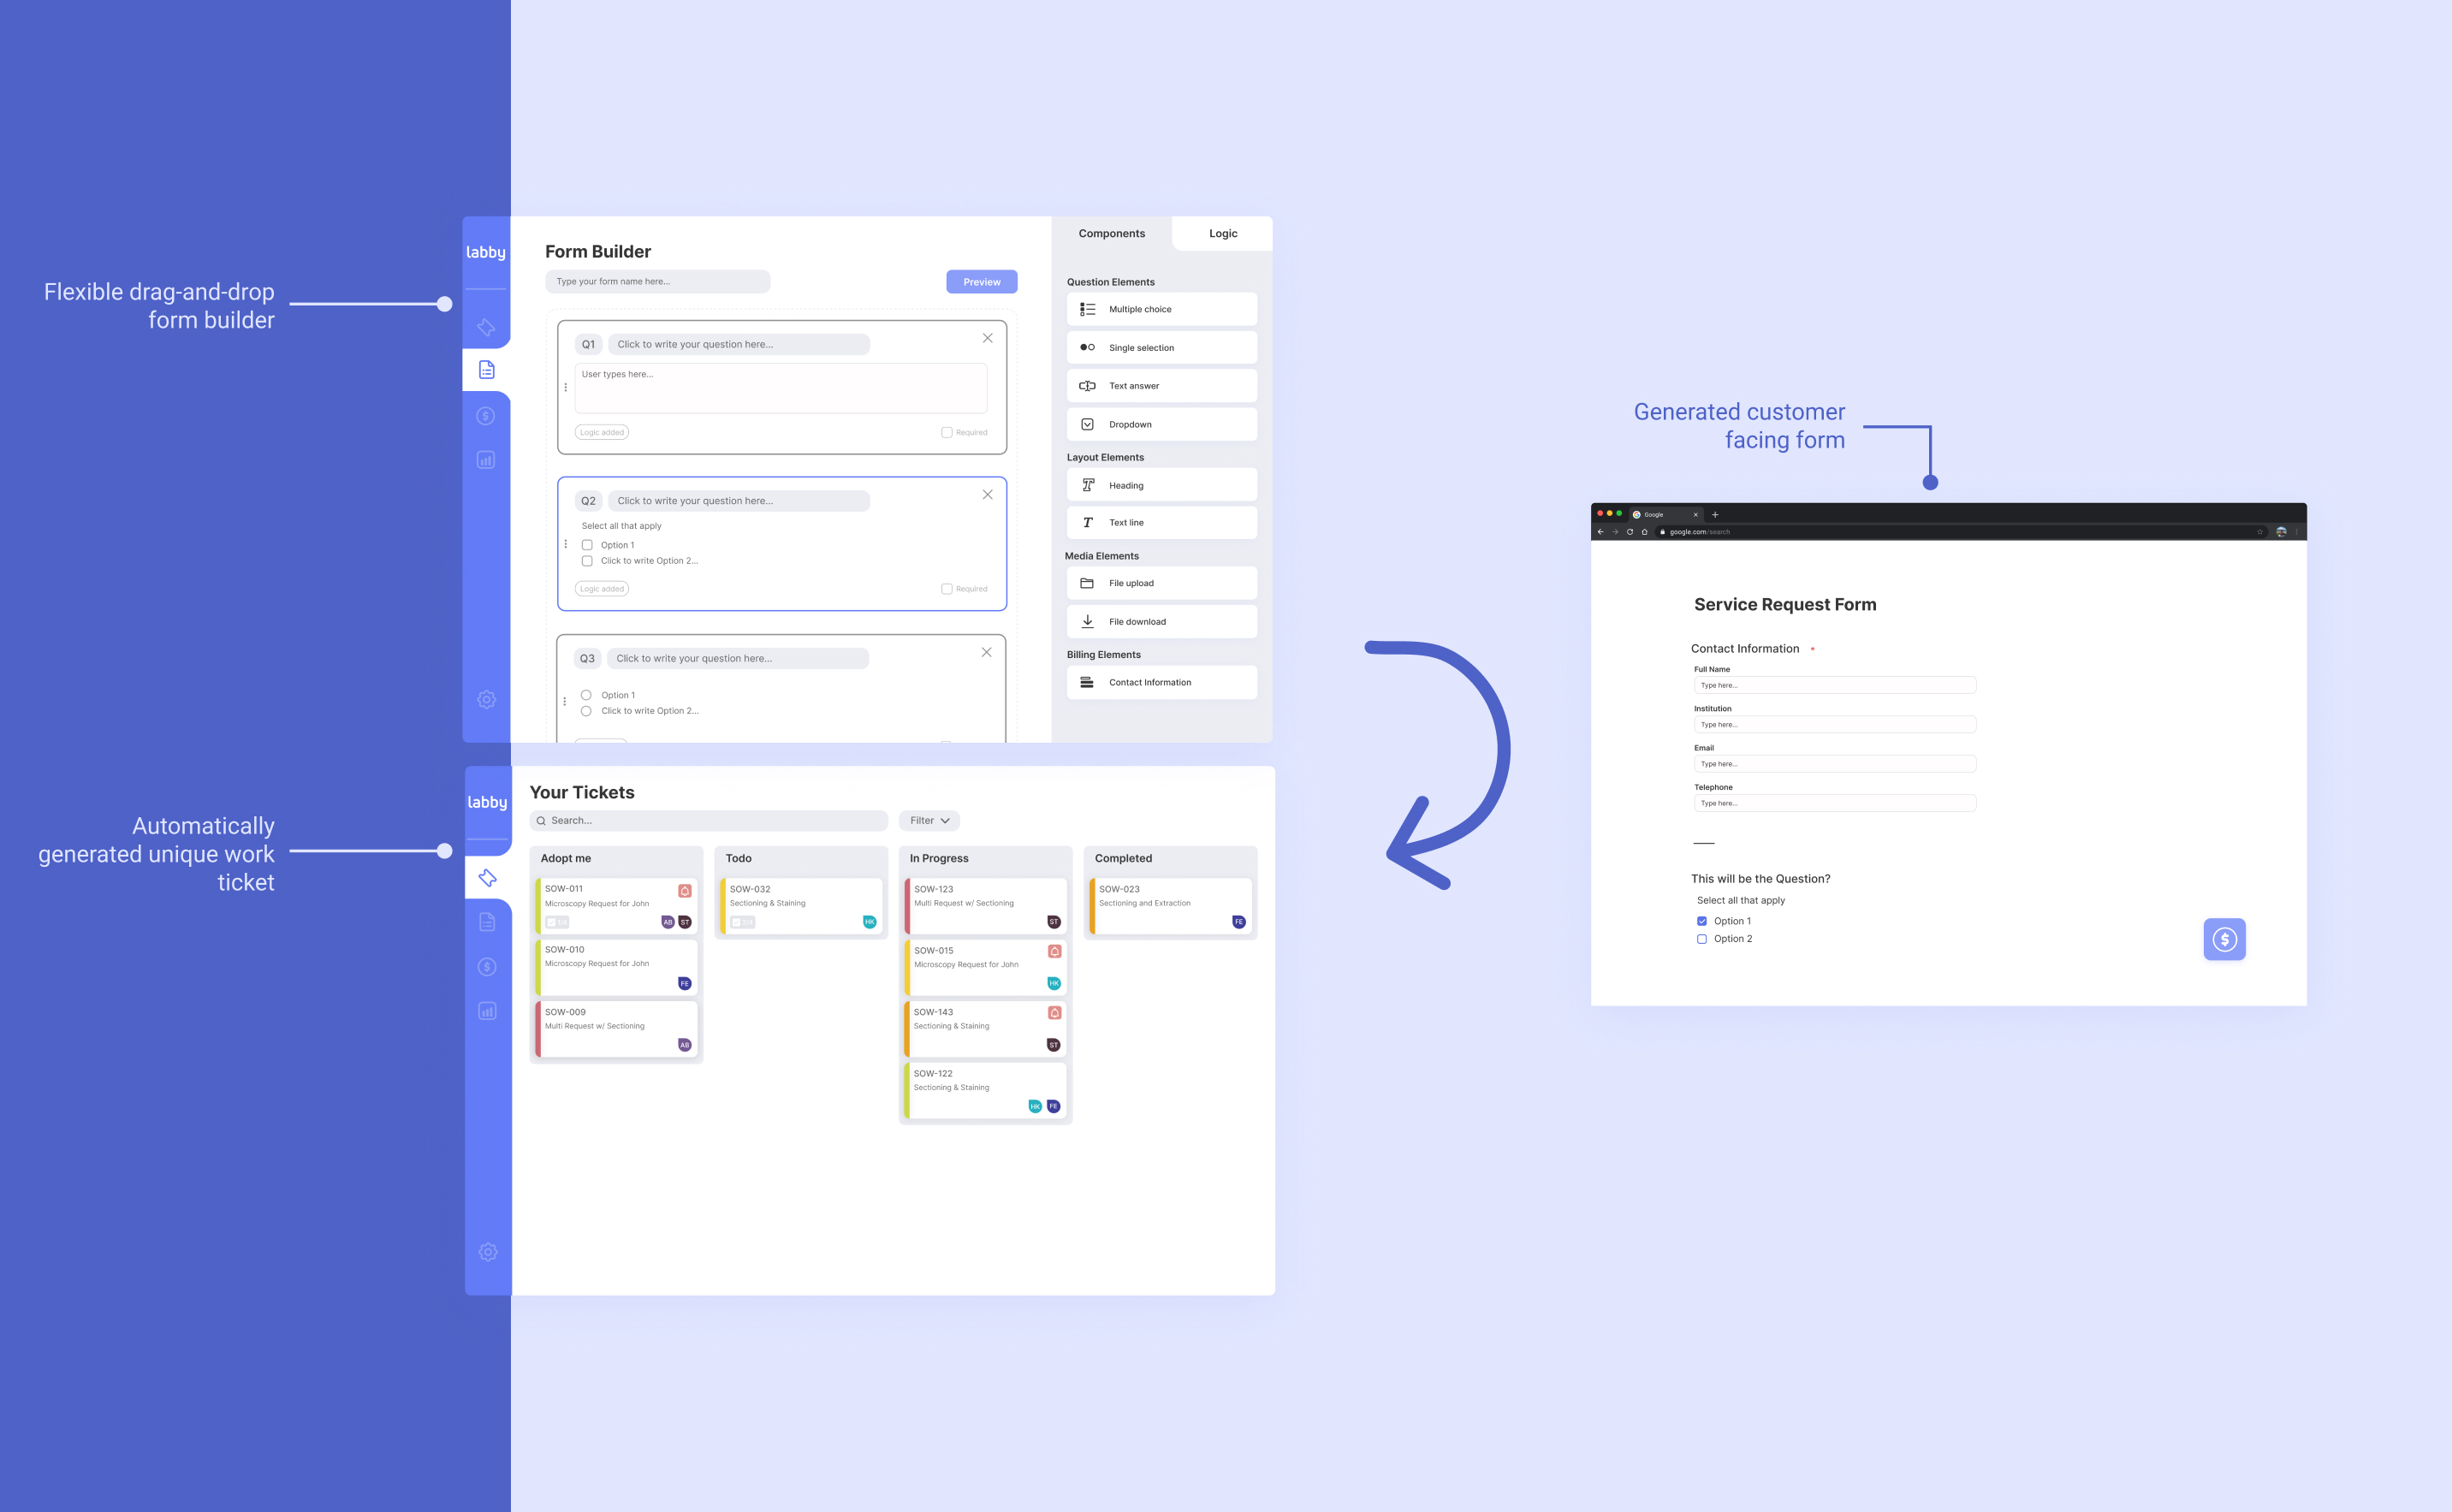 Flexible drag-and-drop
form builder
labby
Form Builder
Type your form name here...
Preview
Q1
Click to write your question here...
User types here...
Logic added
Required
Q2
Click to write your question here...
Select all that apply
Option 1
Click to write Option 2...
Logic added
Required
Q3
Click to write your question here...
Option 1
Click to write Option 2...
Components
Logic
Question Elements
Multiple choice
Single selection
Text answer
Dropdown
Layout Elements
Heading
Text line
Media Elements
File upload
File download
Billing Elements
Contact Information
Automatically
generated unique work
ticket
labby
Your Tickets
Search...
Filter
Adopt me
SOW-011
Microscopy Request for John
1/4
AB
ST
SOW-010
Microscopy Request for John
FE
SOW-009
Multi Request w/ Sectioning
AB
Todo
SOW-032
Sectioning & Staining
1/4
HK
In Progress
SOW-123
Multi Request w/ Sectioning
ST
SOW-015
Microscopy Request for John
HK
SOW-143
Sectioning & Staining
ST
SOW-122
Sectioning & Staining
HK
FE
Completed
SOW-023
Sectioning and Extraction
FE
Generated customer
facing form
Google
google.com/search
Service Request Form
Contact Information *
Full Name
Type here...
Institution
Type here...
Email
Type here...
Telephone
Type here...
This will be the Question?
Select all that apply
Option 1
Option 2
$